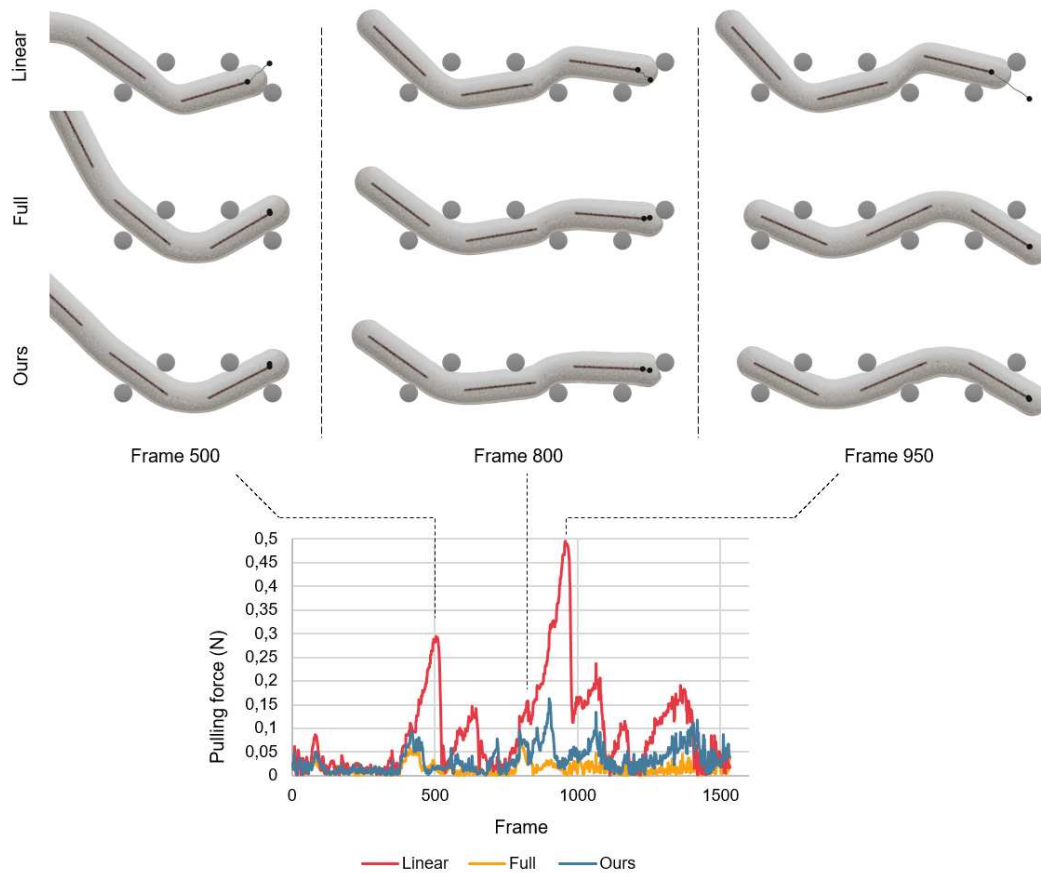 Linear
Full
Ours
Frame 500
Frame 800
Frame 950
Pulling force (N)
0,5
0,45
0,4
0,35
0,3
0,25
0,2
0,15
0,1
0,05
0
0 500 1000 1500
Frame
Linear Full Ours